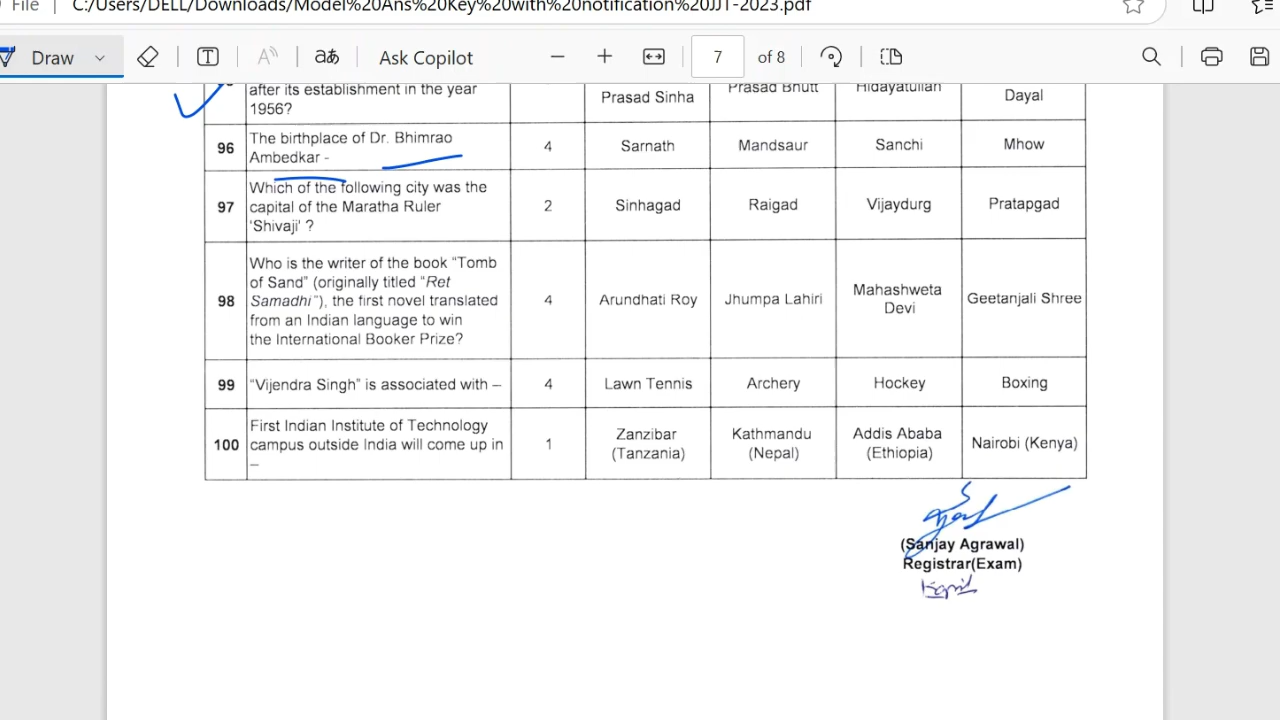 File | C:/Users/DELL/Downloads/Model%20Ans%20Key%20with%20notification%20JJT-2023.pdf
Draw
T
A
aあ
Ask Copilot
7 of 8
after its establishment in the year
1956?
Prasad Sinha
Prasad Bhutt
Hidayatullah
Dayal
96
The birthplace of Dr. Bhimrao
Ambedkar -
4
Sarnath
Mandsaur
Sanchi
Mhow
97
Which of the following city was the
capital of the Maratha Ruler
'Shivaji' ?
2
Sinhagad
Raigad
Vijaydurg
Pratapgad
98
Who is the writer of the book "Tomb
of Sand" (originally titled "Ret
Samadhi"), the first novel translated
from an Indian language to win
the International Booker Prize?
4
Arundhati Roy
Jhumpa Lahiri
Mahashweta
Devi
Geetanjali Shree
99
"Vijendra Singh" is associated with –
4
Lawn Tennis
Archery
Hockey
Boxing
100
First Indian Institute of Technology
campus outside India will come up in
–
1
Zanzibar
(Tanzania)
Kathmandu
(Nepal)
Addis Ababa
(Ethiopia)
Nairobi (Kenya)
(Sanjay Agrawal)
Registrar(Exam)